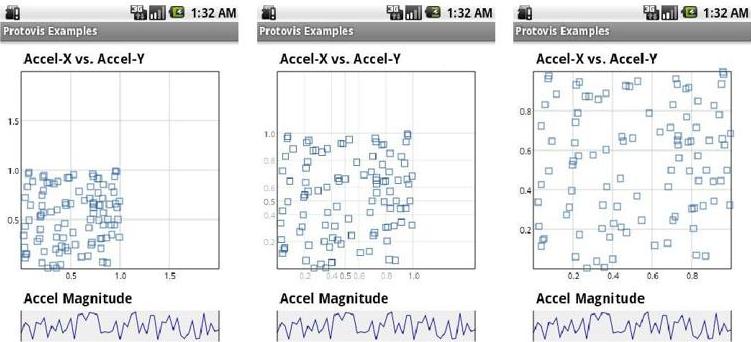 1:32 AM
Protovis Examples
Accel-X vs. Accel-Y
1.5
1.0
0.5
0.5 1.0 1.5
Accel Magnitude
1:32 AM
Protovis Examples
Accel-X vs. Accel-Y
1.0
0.8
0.6
0.5
0.4
0.2
0.2 0.4 0.5 0.6 0.8 1.0
Accel Magnitude
1:32 AM
Protovis Examples
Accel-X vs. Accel-Y
0.8
0.6
0.4
0.2
0.2 0.4 0.6 0.8
Accel Magnitude